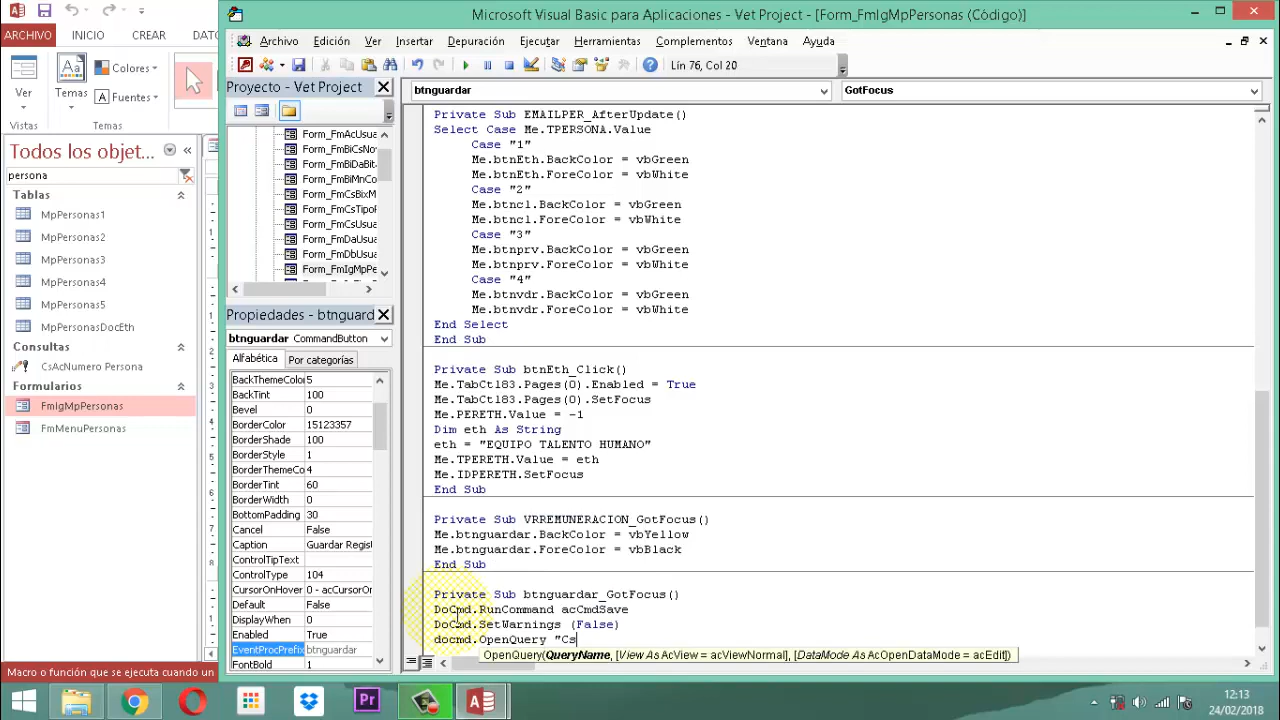 Microsoft Visual Basic para Aplicaciones - Vet Project - [Form_FmIgMpPersonas (Código)]
ARCHIVO INICIO CREAR DATO
Archivo Edición Ver Insertar Depuración Ejecutar Herramientas Complementos Ventana Ayuda
Lín 76, Col 20
Ver
Temas
Colores
Fuentes
Vistas
Temas
Todos los objet...
persona
Tablas
MpPersonas1
MpPersonas2
MpPersonas3
MpPersonas4
MpPersonas5
MpPersonasDocEth
Consultas
CsAcNumero Persona
Formularios
FmIgMpPersonas
FmMenuPersonas
Macro o función que se ejecuta cuando un
Proyecto - Vet Project
Form_FmAcUsua
Form_FmBiCsNo
Form_FmBiDaBit
Form_FmBiMnCo
Form_FmCsBixM
Form_FmCsTipoF
Form_FmCsUsua
Form_FmDaUsua
Form_FmDbUsua
Form_FmIgMpPe
Propiedades - btnguard
btnguardar CommandButton
Alfabética Por categorías
BackThemeColor 5
BackTint 100
Bevel 0
BorderColor 15123357
BorderShade 100
BorderStyle 1
BorderThemeCo 4
BorderTint 60
BorderWidth 0
BottomPadding 30
Cancel False
Caption Guardar Regist
ControlTipText
ControlType 104
CursorOnHover 0 - acCursorOn
Default False
DisplayWhen 0
Enabled True
EventProcPrefix btnguardar
FontBold 1
btnguardar GotFocus
Private Sub EMAILPER_AfterUpdate()
Select Case Me.TPERSONA.Value
Case "1"
Me.btnEth.BackColor = vbGreen
Me.btnEth.ForeColor = vbWhite
Case "2"
Me.btncl.BackColor = vbGreen
Me.btncl.ForeColor = vbWhite
Case "3"
Me.btnprv.BackColor = vbGreen
Me.btnprv.ForeColor = vbWhite
Case "4"
Me.btnvdr.BackColor = vbGreen
Me.btnvdr.ForeColor = vbWhite
End Select
End Sub
Private Sub btnEth_Click()
Me.TabCtl83.Pages(0).Enabled = True
Me.TabCtl83.Pages(0).SetFocus
Me.PERETH.Value = -1
Dim eth As String
eth = "EQUIPO TALENTO HUMANO"
Me.TPERETH.Value = eth
Me.IDPERETH.SetFocus
End Sub
Private Sub VRREMUNERACION_GotFocus()
Me.btnguardar.BackColor = vbYellow
Me.btnguardar.ForeColor = vbBlack
End Sub
Private Sub btnguardar_GotFocus()
DoCmd.RunCommand acCmdSave
DoCmd.SetWarnings (False)
docmd.OpenQuery "Cs
OpenQuery(QueryName, [View As AcView = acViewNormal], [DataMode As AcOpenDataMode = acEdit])
Pr
12:13
24/02/2018